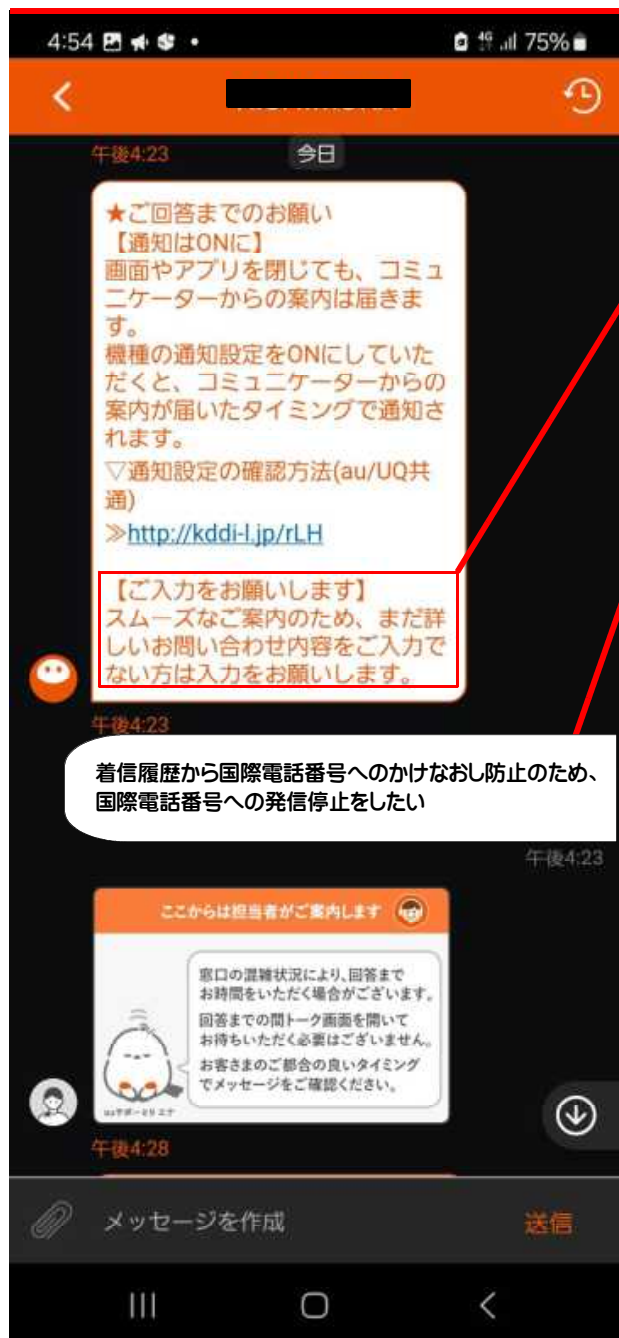 4:54
4G
75%
午後4:23
今日
★ご回答までのお願い
【通知はONに】
画面やアプリを閉じても、コミュ
ニケーターからの案内は届きま
す。
機種の通知設定をONにしていた
だくと、コミュニケーターからの
案内が届いたタイミングで通知さ
れます。
▽通知設定の確認方法(au/UQ共
通)
≫http://kddi-l.jp/rLH
【ご入力をお願いします】
スムーズなご案内のため、まだ詳
しいお問い合わせ内容をご入力で
ない方は入力をお願いします。
午後4:23
着信履歴から国際電話番号へのかけなおし防止のため、
国際電話番号への発信停止をしたい
午後4:23
ここからは担当者がご案内します
窓口の混雑状況により、回答まで
お時間をいただく場合がございます。
回答までの間トーク画面を開いて
お待ちいただく必要はございません。
お客さまのご都合の良いタイミング
でメッセージをご確認ください。
auサポーとり エナ
午後4:28
メッセージを作成
送信